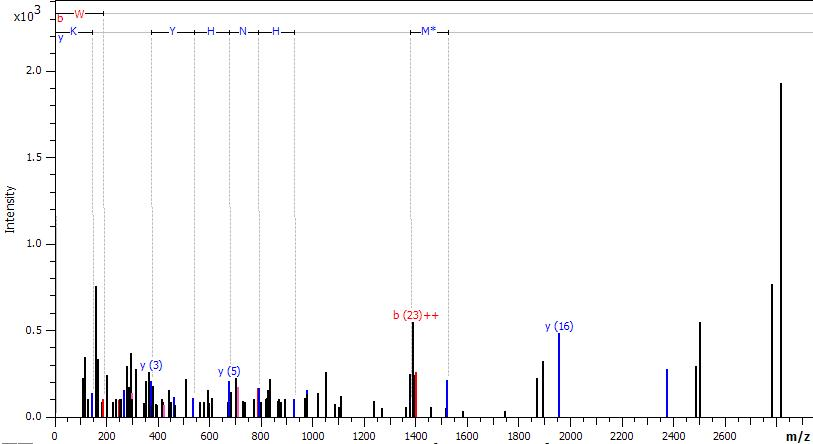 x10³
b W
y K Y H N H M*
2.0
1.5
Intensity
1.0
b (23)++
y (16)
0.5
y (3) y (5)
0.0
0 200 400 600 800 1000 1200 1400 1600 1800 2000 2200 2400 2600 m/z